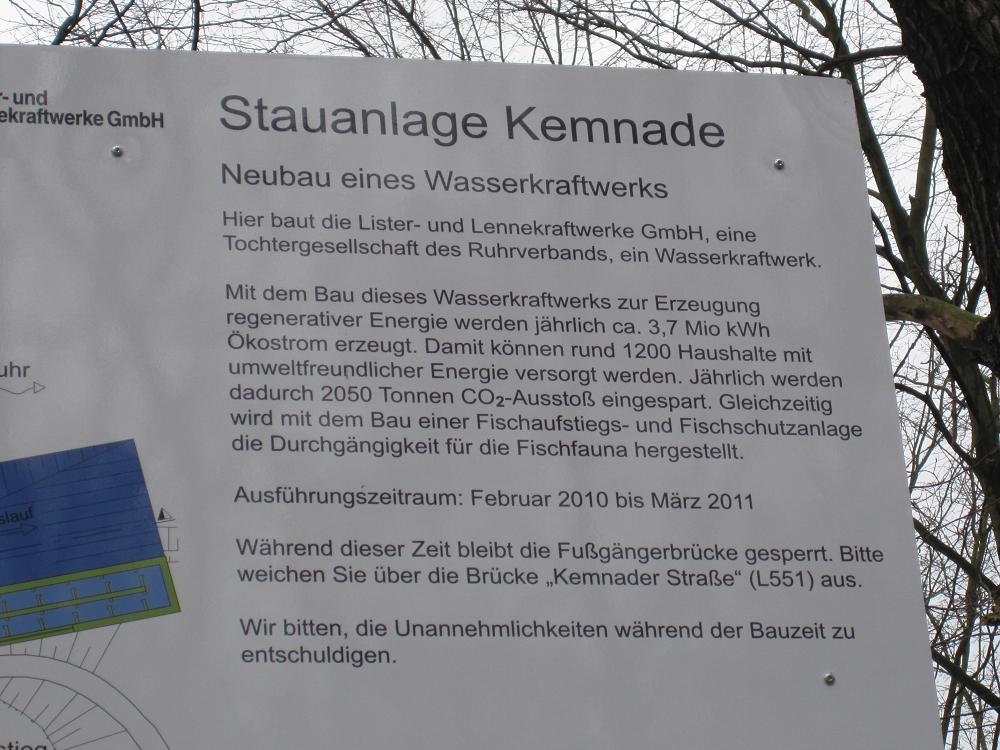 r- und
ekraftwerke GmbH
Stauanlage Kemnade
Neubau eines Wasserkraftwerks
Hier baut die Lister- und Lennekraftwerke GmbH, eine
Tochtergesellschaft des Ruhrverbands, ein Wasserkraftwerk.
Mit dem Bau dieses Wasserkraftwerks zur Erzeugung
regenerativer Energie werden jährlich ca. 3,7 Mio kWh
Ökostrom erzeugt. Damit können rund 1200 Haushalte mit
umweltfreundlicher Energie versorgt werden. Jährlich werden
dadurch 2050 Tonnen CO₂-Ausstoß eingespart. Gleichzeitig
wird mit dem Bau einer Fischaufstiegs- und Fischschutzanlage
die Durchgängigkeit für die Fischfauna hergestellt.
Ausführungszeitraum: Februar 2010 bis März 2011
Während dieser Zeit bleibt die Fußgängerbrücke gesperrt. Bitte
weichen Sie über die Brücke „Kemnader Straße“ (L551) aus.
Wir bitten, die Unannehmlichkeiten während der Bauzeit zu
entschuldigen.
uhr
slauf
stieg